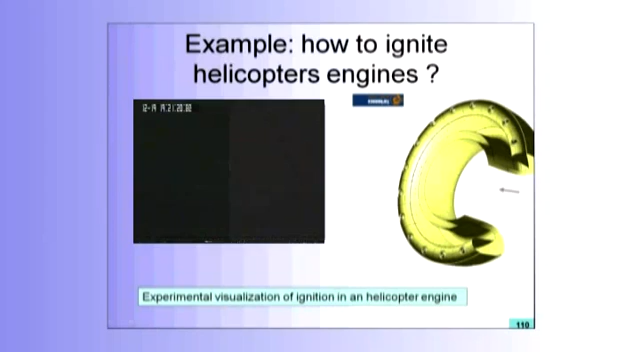 Example: how to ignite
helicopters engines ?
Experimental visualization of ignition in an helicopter engine
110